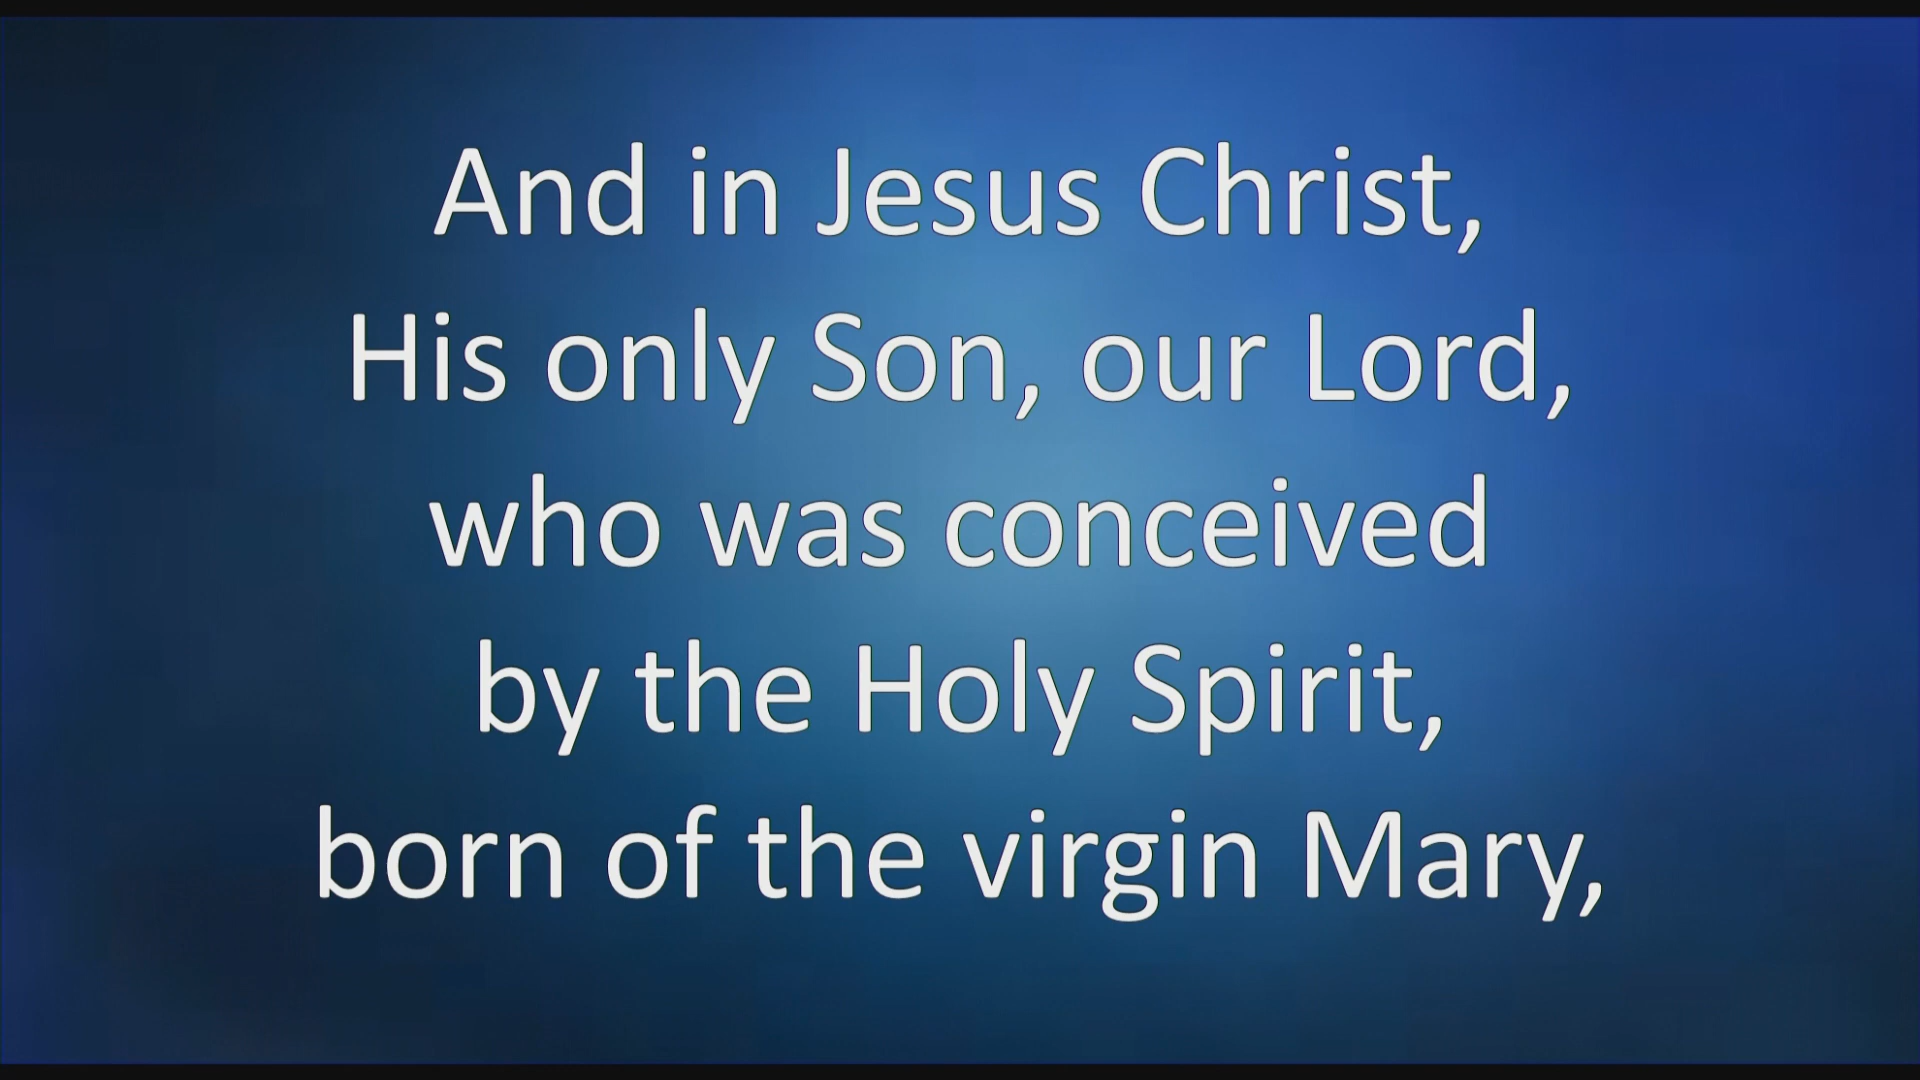 And in Jesus Christ,
His only Son, our Lord,
who was conceived
by the Holy Spirit,
born of the virgin Mary,